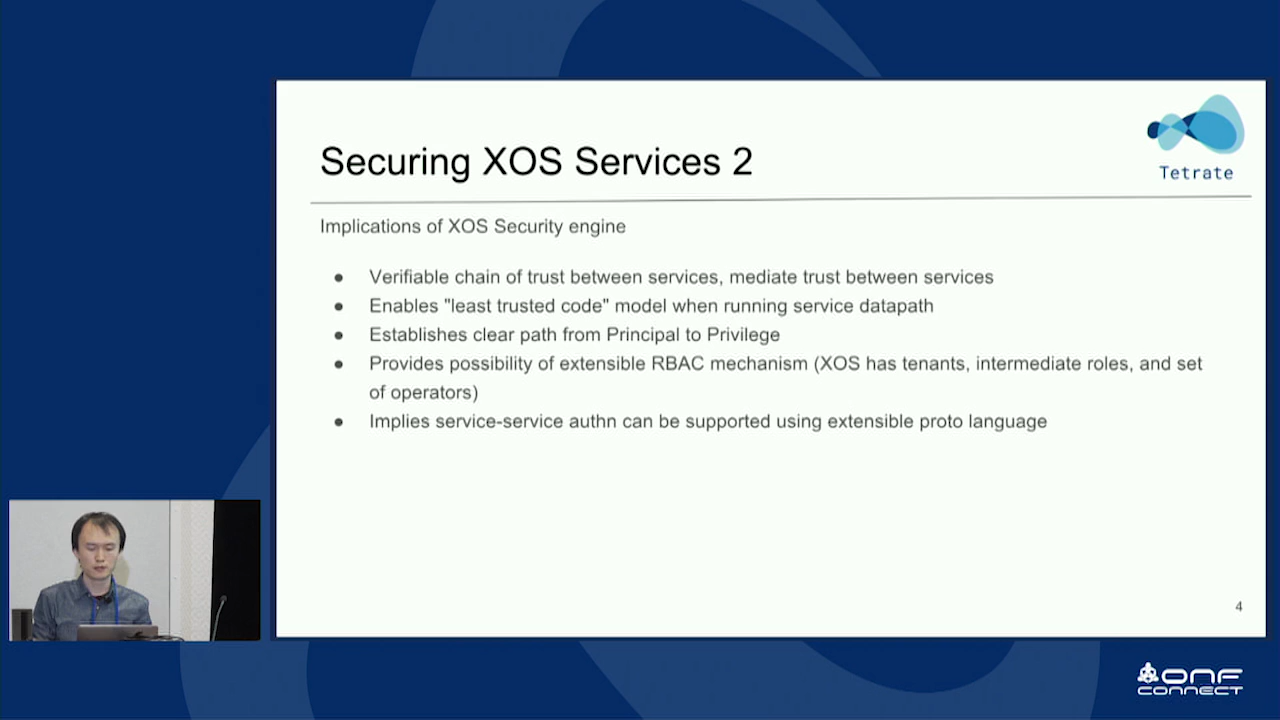 Tetrate
Securing XOS Services 2
Implications of XOS Security engine
● Verifiable chain of trust between services, mediate trust between services
● Enables "least trusted code" model when running service datapath
● Establishes clear path from Principal to Privilege
● Provides possibility of extensible RBAC mechanism (XOS has tenants, intermediate roles, and set
of operators)
● Implies service-service authn can be supported using extensible proto language
4
ONF
CONNECT